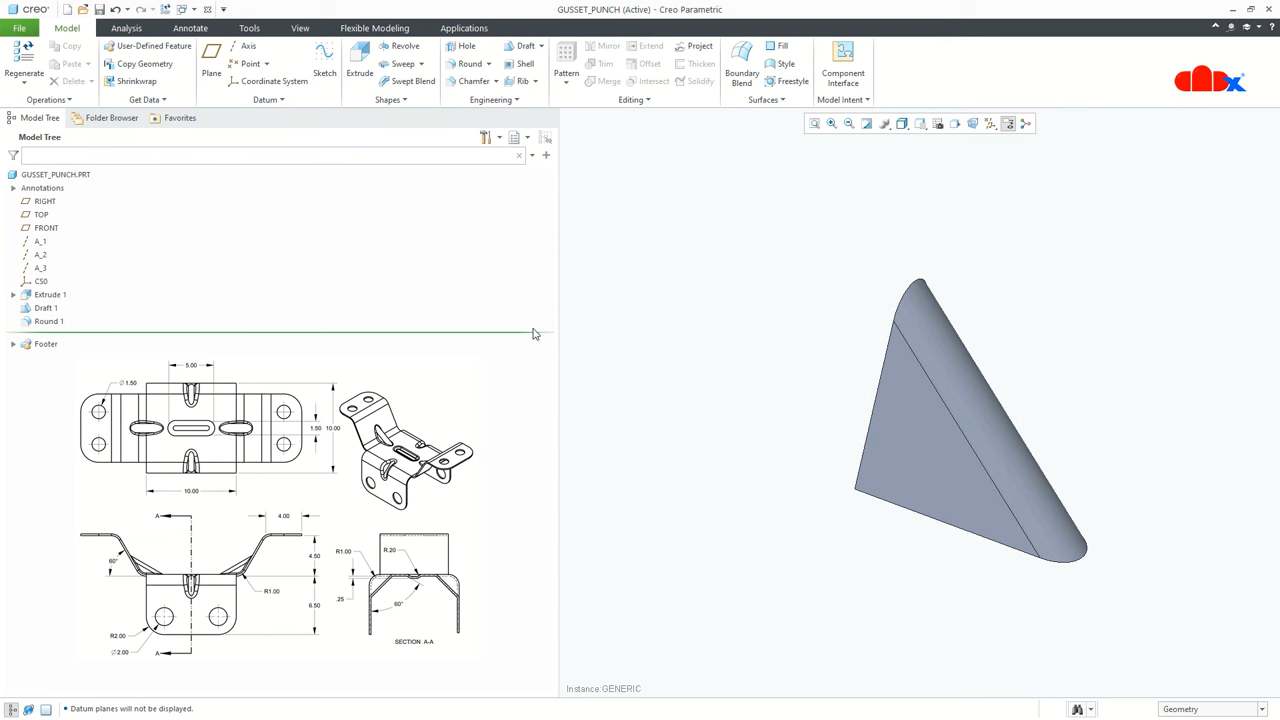 creo
GUSSET_PUNCH (Active) - Creo Parametric
File Model Analysis Annotate Tools View Flexible Modeling Applications
Regenerate
Copy
Paste
Delete
Operations
User-Defined Feature
Copy Geometry
Shrinkwrap
Get Data
Plane
Axis
Point
Coordinate System
Sketch
Datum
Extrude
Revolve
Sweep
Swept Blend
Shapes
Hole
Round
Chamfer
Draft
Shell
Rib
Engineering
Pattern
Mirror
Trim
Merge
Extend
Offset
Intersect
Project
Thicken
Solidify
Editing
Boundary
Blend
Fill
Style
Freestyle
Surfaces
Component
Interface
Model Intent
Model Tree Folder Browser Favorites
Model Tree
GUSSET_PUNCH.PRT
Annotations
RIGHT
TOP
FRONT
A_1
A_2
A_3
CS0
Extrude 1
Draft 1
Round 1
Footer
5.00
Ø 1.50
1.50 10.00
10.00
A
4.00
60°
4.50
R1.00
6.50
R2.00
Ø 2.00
A
R1.00
R.20
.25
60°
SECTION A-A
Instance:GENERIC
• Datum planes will not be displayed.
Geometry